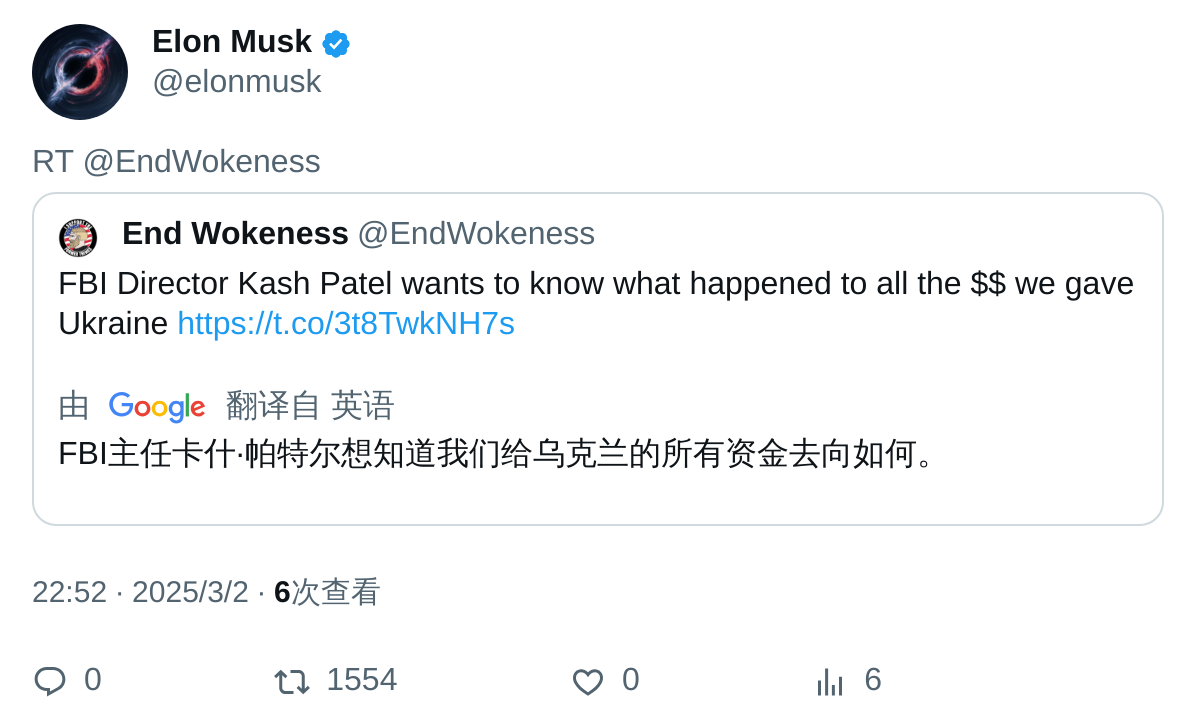 Elon Musk
@elonmusk
RT @EndWokeness
End Wokeness @EndWokeness
FBI Director Kash Patel wants to know what happened to all the $$ we gave
Ukraine https://t.co/3t8TwkNH7s
由 Google 翻译自 英语
FBI主任卡什·帕特尔想知道我们给乌克兰的所有资金去向如何。
22:52 · 2025/3/2 · 6次查看
0 1554 0 6